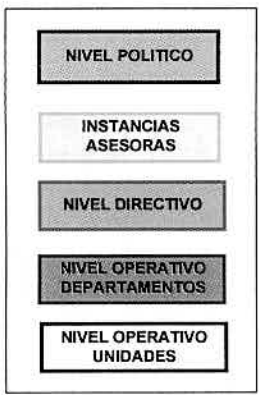 NIVEL POLITICO
INSTANCIAS
ASESORAS
NIVEL DIRECTIVO
NIVEL OPERATIVO
DEPARTAMENTOS
NIVEL OPERATIVO
UNIDADES